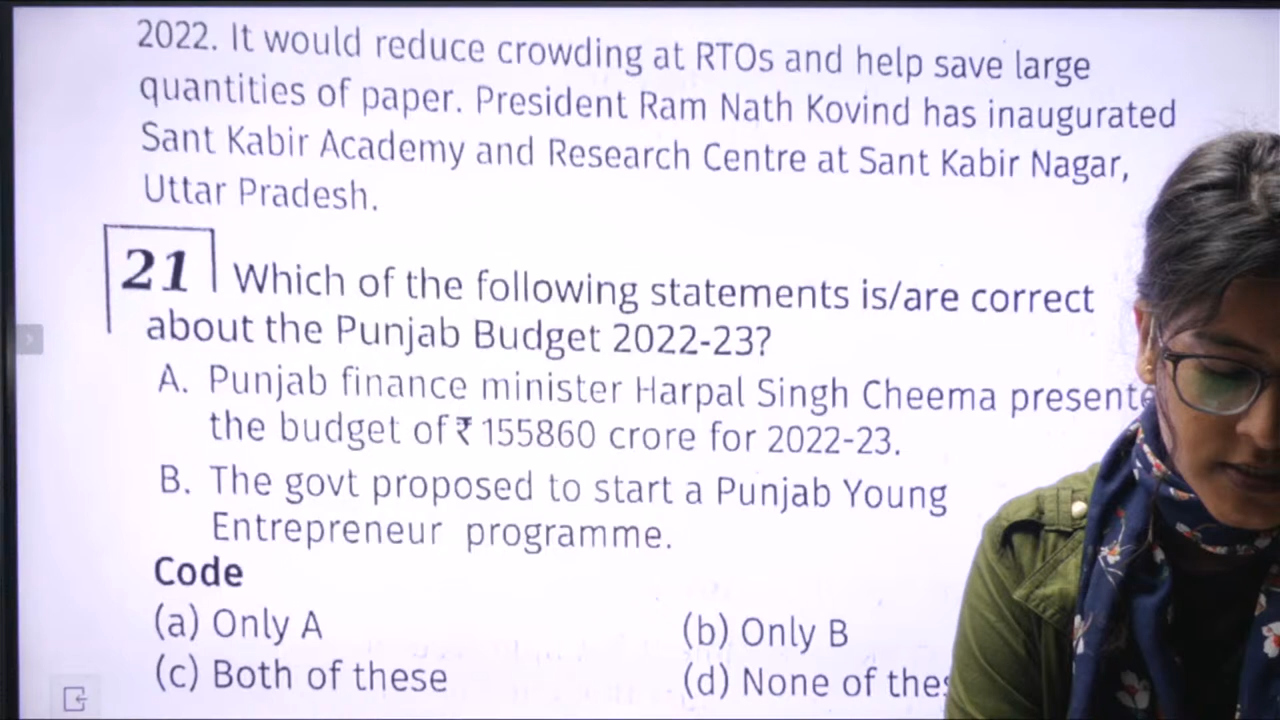 2022. It would reduce crowding at RTOs and help save large
quantities of paper. President Ram Nath Kovind has inaugurated
Sant Kabir Academy and Research Centre at Sant Kabir Nagar,
Uttar Pradesh.
21 Which of the following statements is/are correct
about the Punjab Budget 2022-23?
A. Punjab finance minister Harpal Singh Cheema presente
the budget of ₹ 155860 crore for 2022-23.
B. The govt proposed to start a Punjab Young
Entrepreneur programme.
Code
(a) Only A (b) Only B
(c) Both of these (d) None of thes